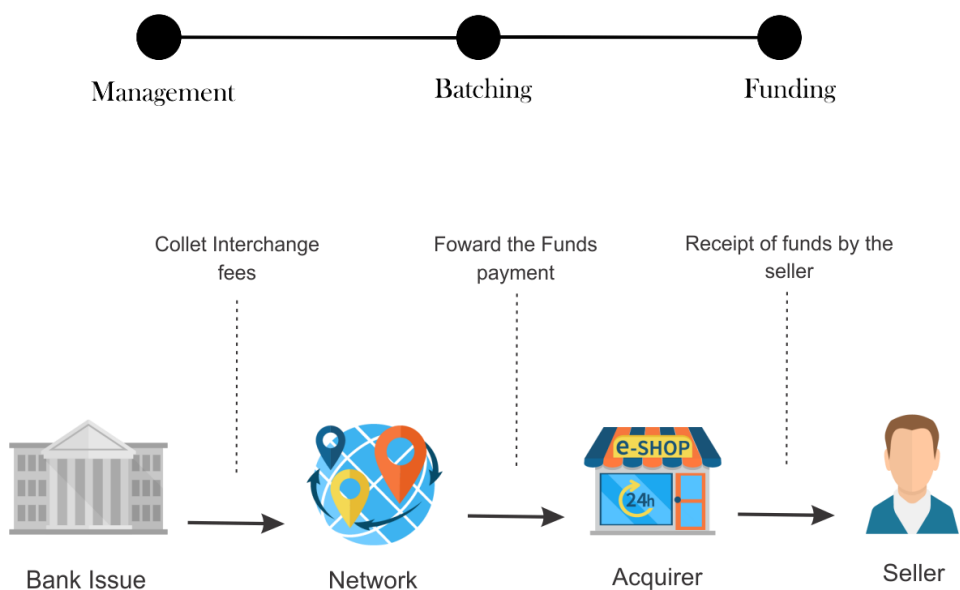 Management
Batching
Funding
Collet Interchange
fees
Foward the Funds
payment
Receipt of funds by the
seller
e-SHOP
24h
Bank Issue
Network
Acquirer
Seller